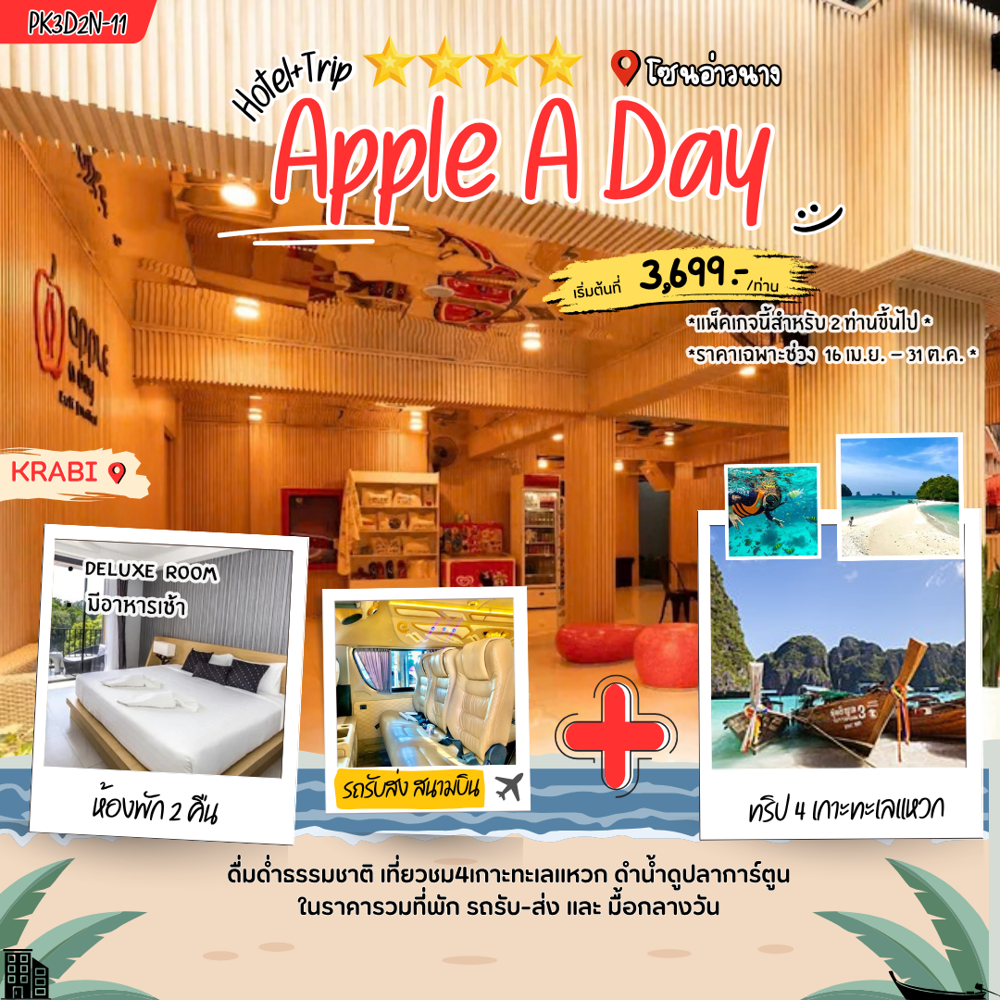 PK3D2N-11
Hotel+Trip
โซนอ่าวนาง
Apple A Day
เริ่มต้นที่ 3,699.- /ท่าน
*แพ็คเกจนี้สำหรับ 2 ท่านขึ้นไป *
*ราคาเฉพาะช่วง 16 เม.ย. – 31 ต.ค. *
apple
a day
KRABI
• DELUXE ROOM
• มีอาหารเช้า
ห้องพัก 2 คืน
รถรับส่ง สนามบิน
3
ทริป 4 เกาะทะเลแหวก
ดื่มด่ำธรรมชาติ เที่ยวชม4เกาะทะเลแหวก ดำน้ำดูปลาการ์ตูน
ในราคารวมที่พัก รถรับ-ส่ง และ มื้อกลางวัน